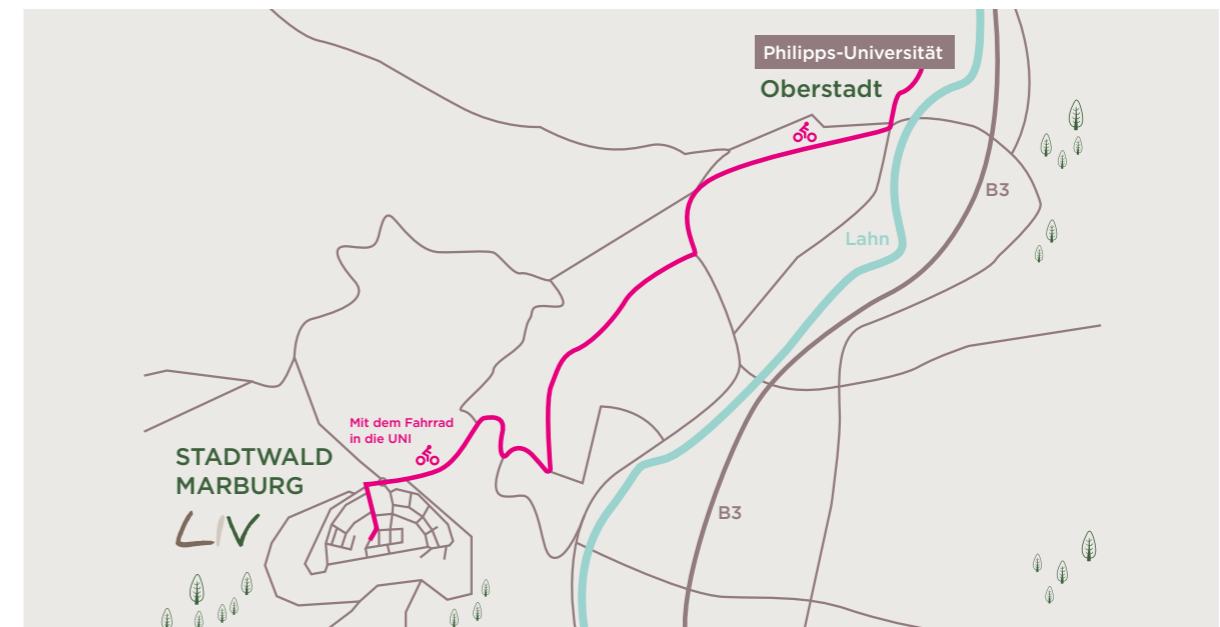 Philipps-Universität
Oberstadt
B3
Lahn
Mit dem Fahrrad
in die UNI
STADTWALD
MARBURG
LIV
B3